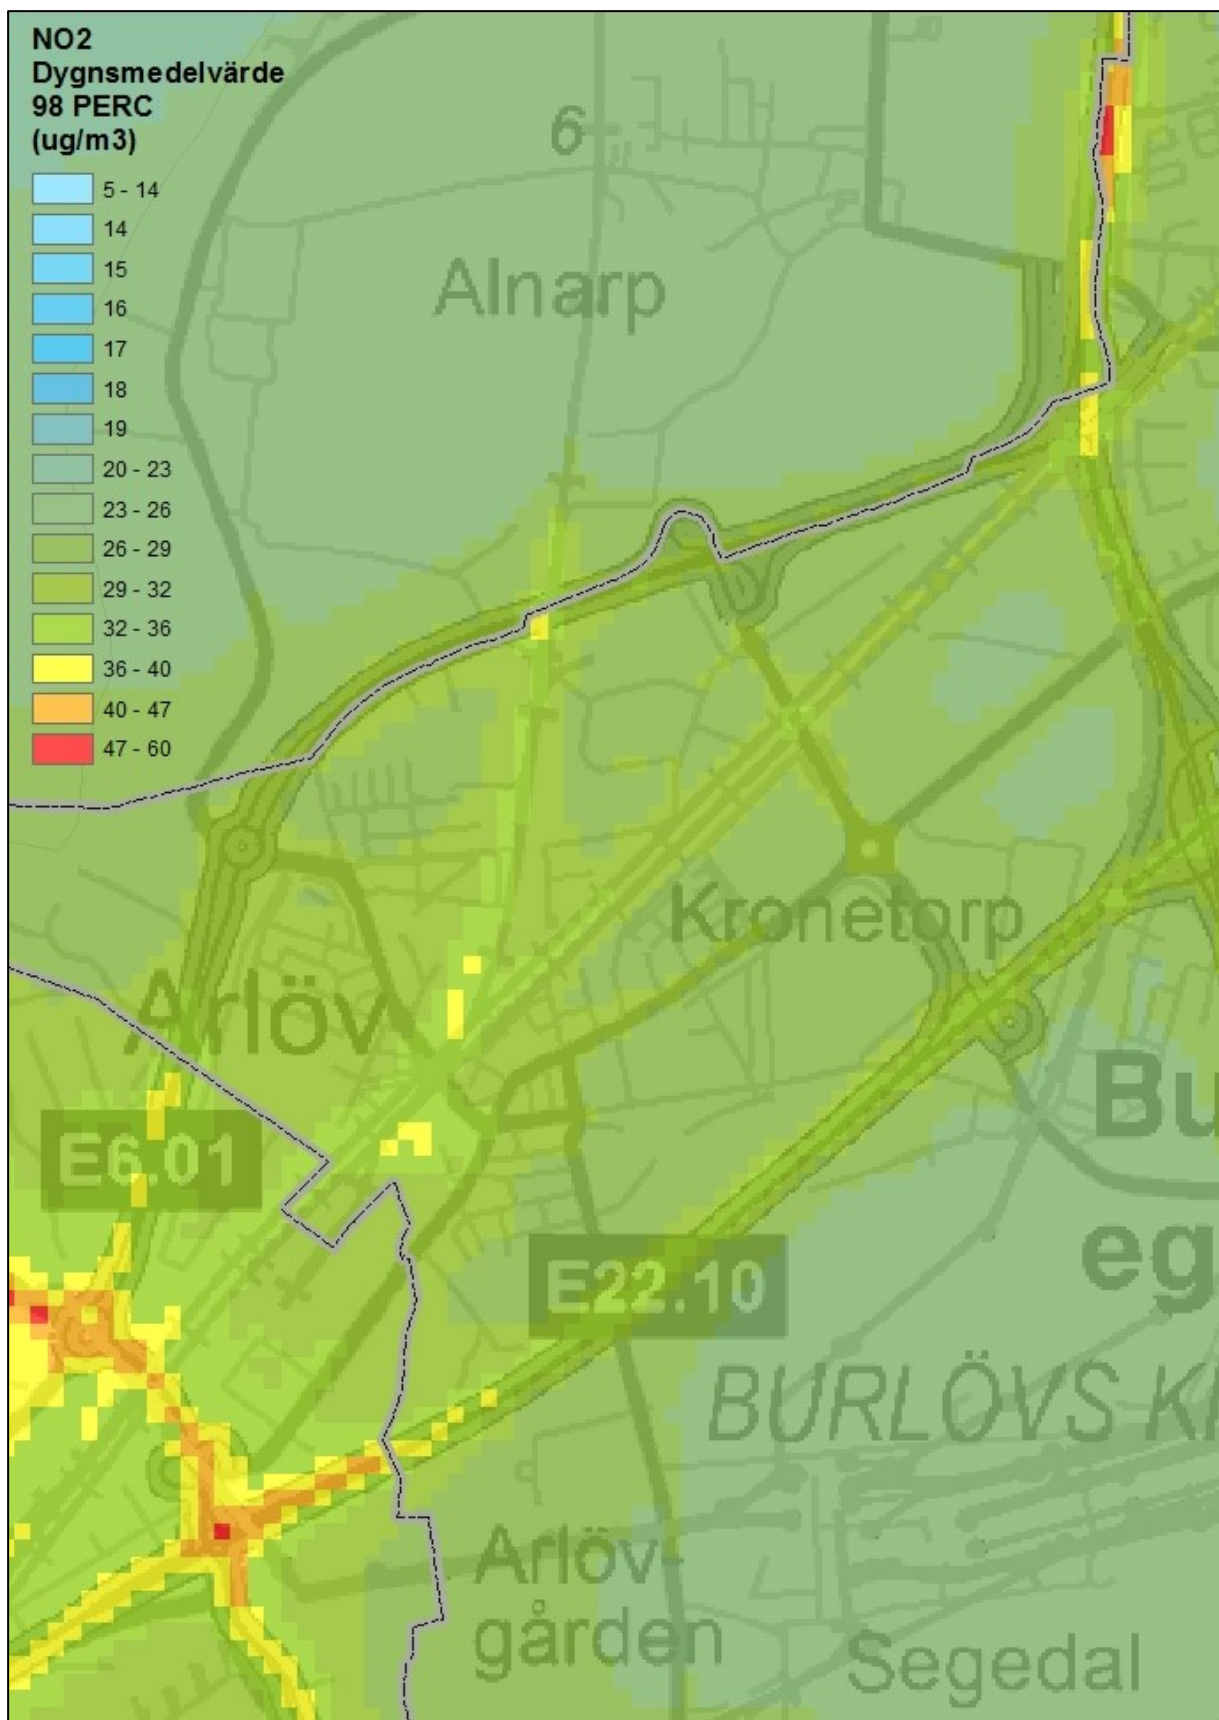 NO2
Dygnsmedelvärde
98 PERC
(ug/m3)
5 - 14
14
15
16
17
18
19
20 - 23
23 - 26
26 - 29
29 - 32
32 - 36
36 - 40
40 - 47
47 - 60
6
Alnarp
Kronetorp
Arlöv
Bu
E6.01
eg
E22.10
BURLÖVS K
Arlöv-
gården
Segedal